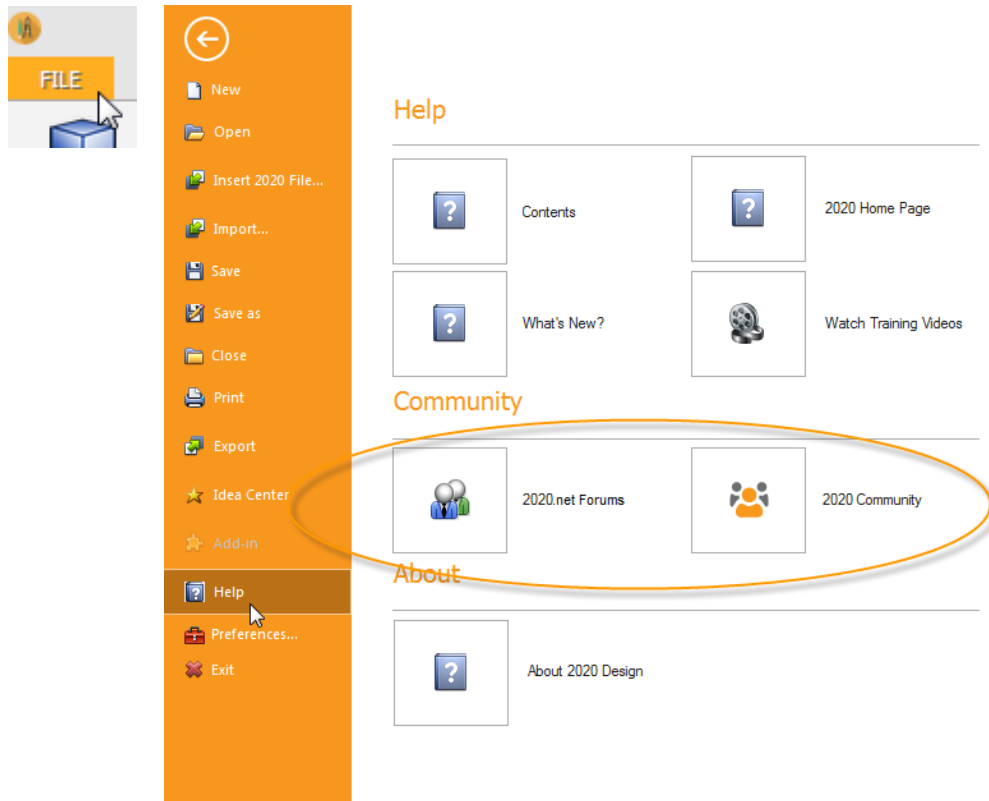 FILE
New
Open
Insert 2020 File...
Import...
Save
Save as
Close
Print
Export
Idea Center
Add-in
Help
Preferences...
Exit
Help
Contents
2020 Home Page
What's New?
Watch Training Videos
Community
2020.net Forums
2020 Community
About
About 2020 Design